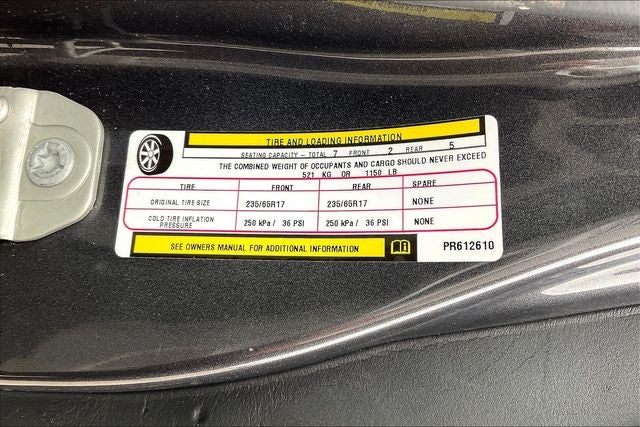 TIRE AND LOADING INFORMATION
SEATING CAPACITY - TOTAL 7 FRONT 2 REAR 5
THE COMBINED WEIGHT OF OCCUPANTS AND CARGO SHOULD NEVER EXCEED
521 KG OR 1150 LB
TIRE FRONT REAR SPARE
ORIGINAL TIRE SIZE 235/65R17 235/65R17 NONE
COLD TIRE INFLATION PRESSURE 250 kPa / 36 PSI 250 kPa / 36 PSI NONE
SEE OWNERS MANUAL FOR ADDITIONAL INFORMATION PR612610